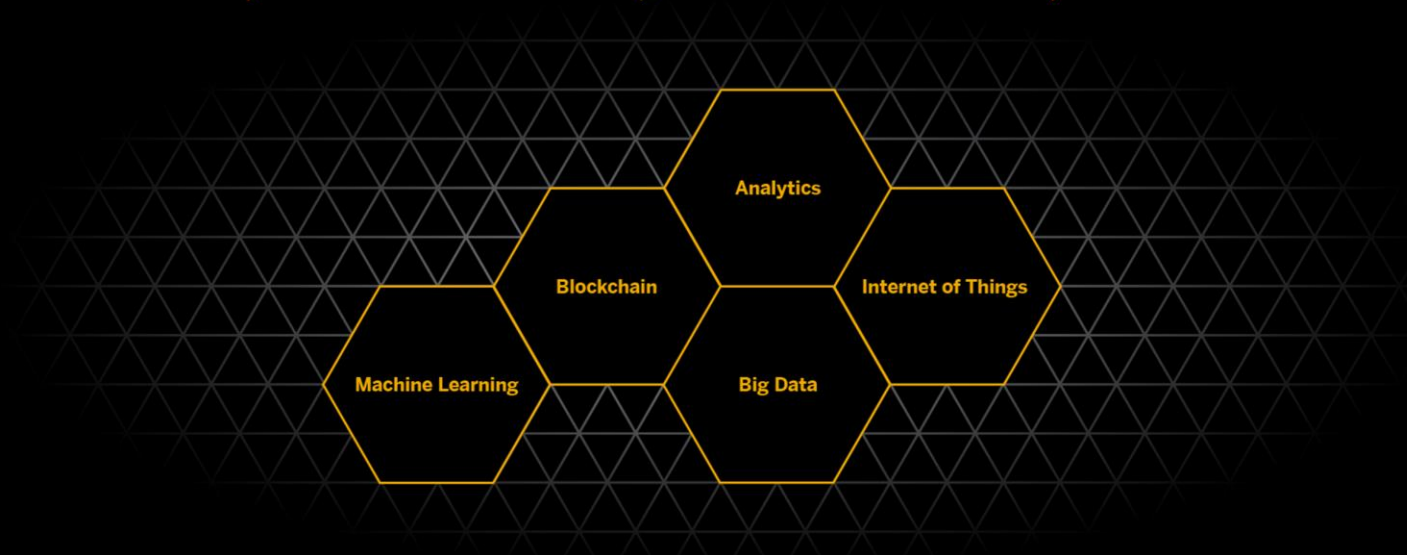 Analytics
Blockchain
Internet of Things
Machine Learning
Big Data